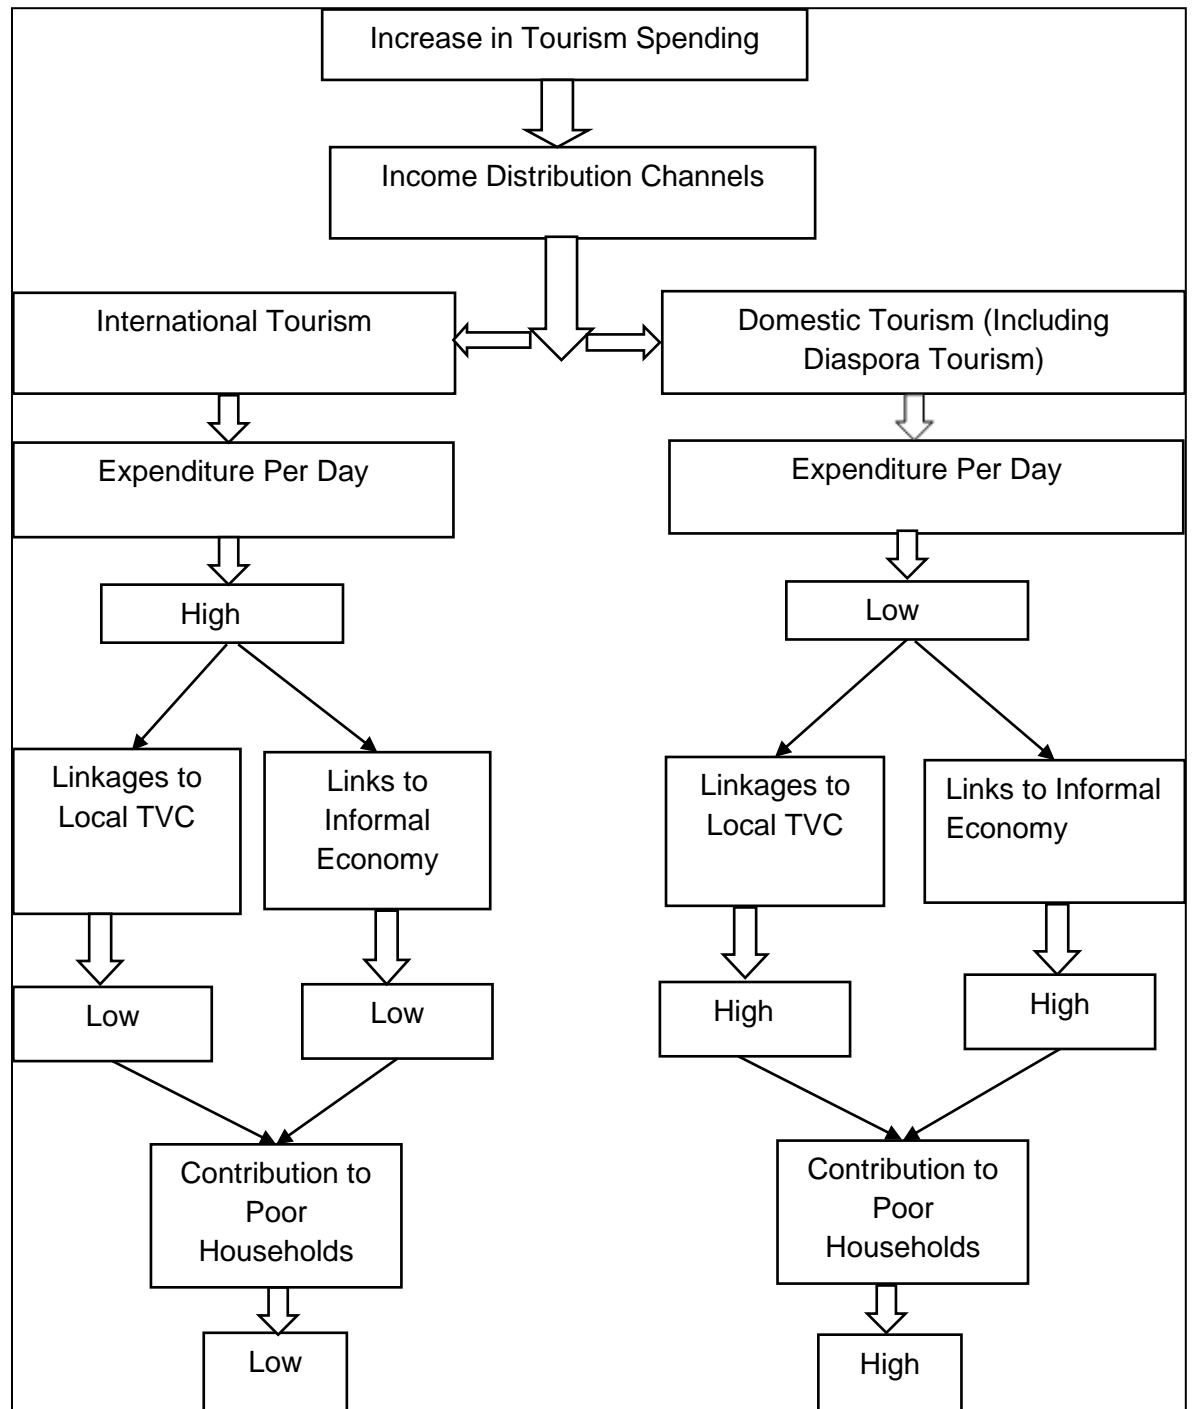 Increase in Tourism Spending
Income Distribution Channels
International Tourism
Domestic Tourism (Including
Diaspora Tourism)
Expenditure Per Day
Expenditure Per Day
High
Low
Linkages to
Local TVC
Links to
Informal
Economy
Linkages to
Local TVC
Links to Informal
Economy
Low
Low
High
High
Contribution to
Poor
Households
Contribution to
Poor
Households
Low
High